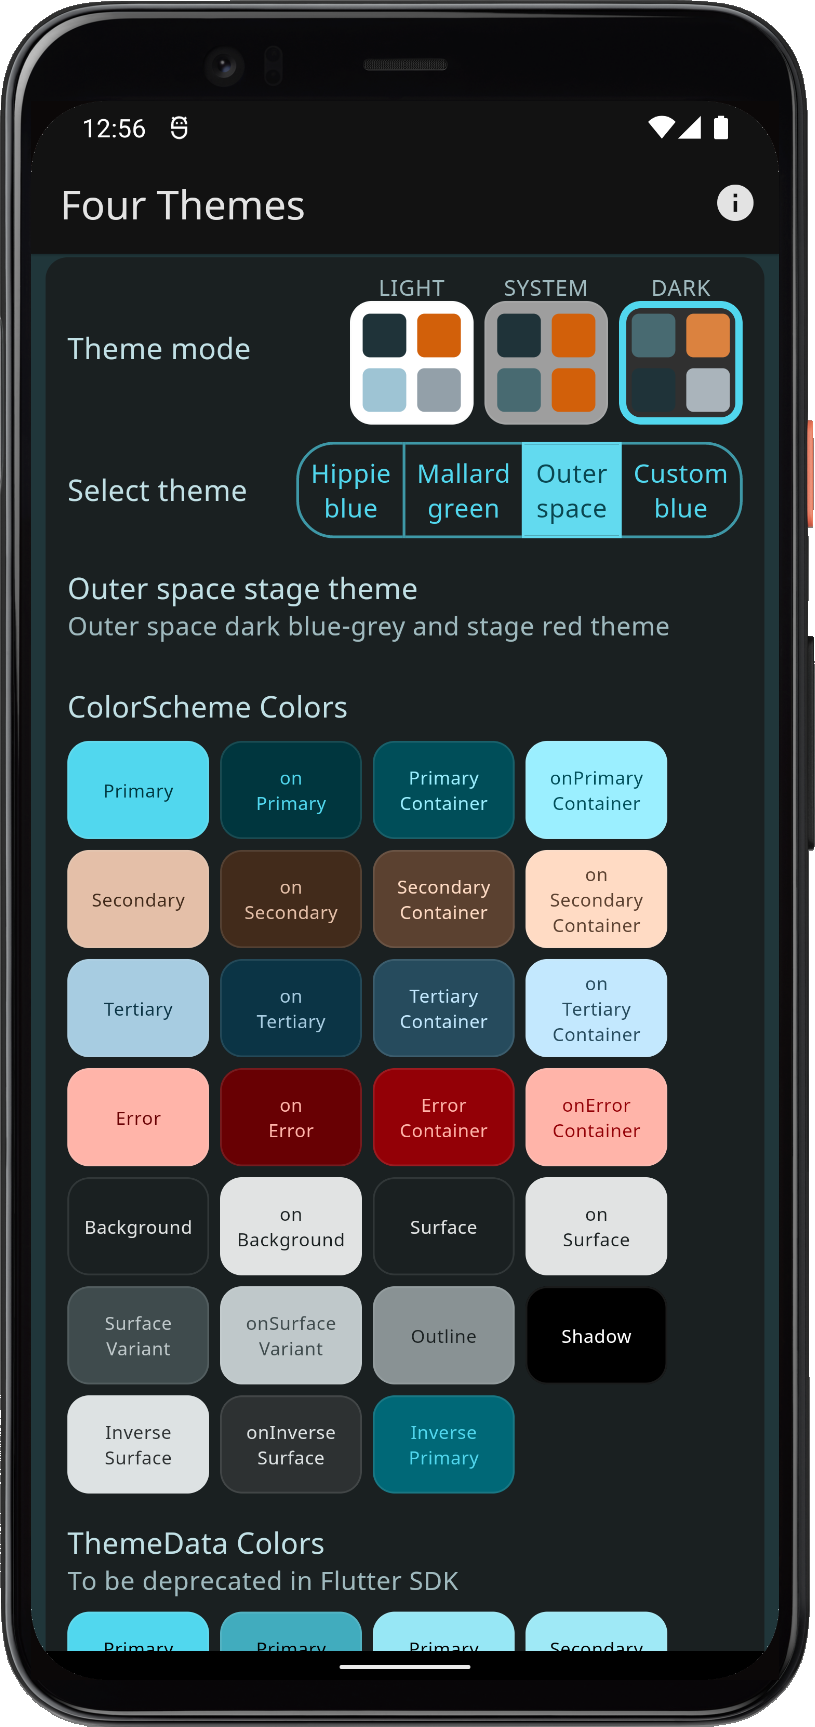 12:56
Four Themes
LIGHT SYSTEM DARK
Theme mode
Select theme
Hippie
blue
Mallard
green
Outer
space
Custom
blue
Outer space stage theme
Outer space dark blue-grey and stage red theme
ColorScheme Colors
Primary
on
Primary
Primary
Container
onPrimary
Container
Secondary
on
Secondary
Secondary
Container
on
Secondary
Container
Tertiary
on
Tertiary
Tertiary
Container
on
Tertiary
Container
Error
on
Error
Error
Container
onError
Container
Background
on
Background
Surface
on
Surface
Surface
Variant
onSurface
Variant
Outline
Shadow
Inverse
Surface
onInverse
Surface
Inverse
Primary
ThemeData Colors
To be deprecated in Flutter SDK
Primary
Primary
Primary
Secondary